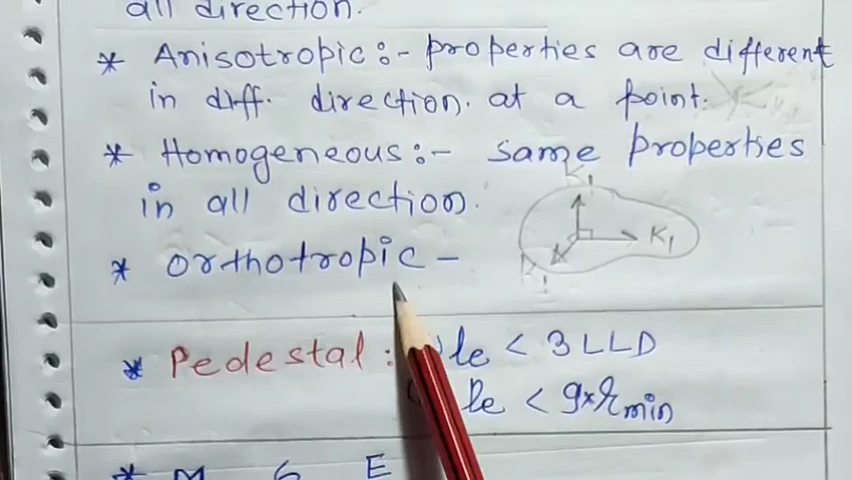 all direction.
* Anisotropic:- properties are different
in diff. direction. at a point.
* Homogeneous:- same properties
in all direction.
K1
K1
* Orthotropic -
* Pedestal: le < 3 LLD
le < 9×rmin
* M G E